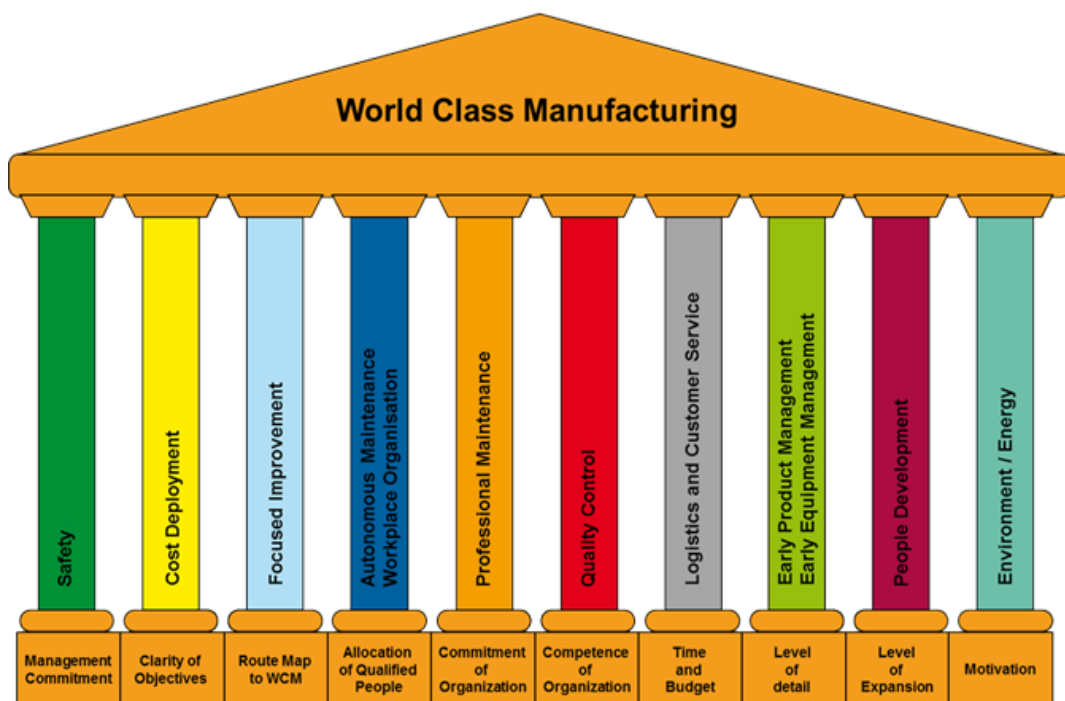 World Class Manufacturing
Safety
Cost Deployment
Focused Improvement
Autonomous Maintenance
Workplace Organisation
Professional Maintenance
Quality Control
Logistics and Customer Service
Early Product Management
Early Equipment Management
People Development
Environment / Energy
Management
Commitment
Clarity of
Objectives
Route Map
to WCM
Allocation
of Qualified
People
Commitment
of
Organization
Competence
of
Organization
Time
and
Budget
Level
of
detail
Level
of
Expansion
Motivation